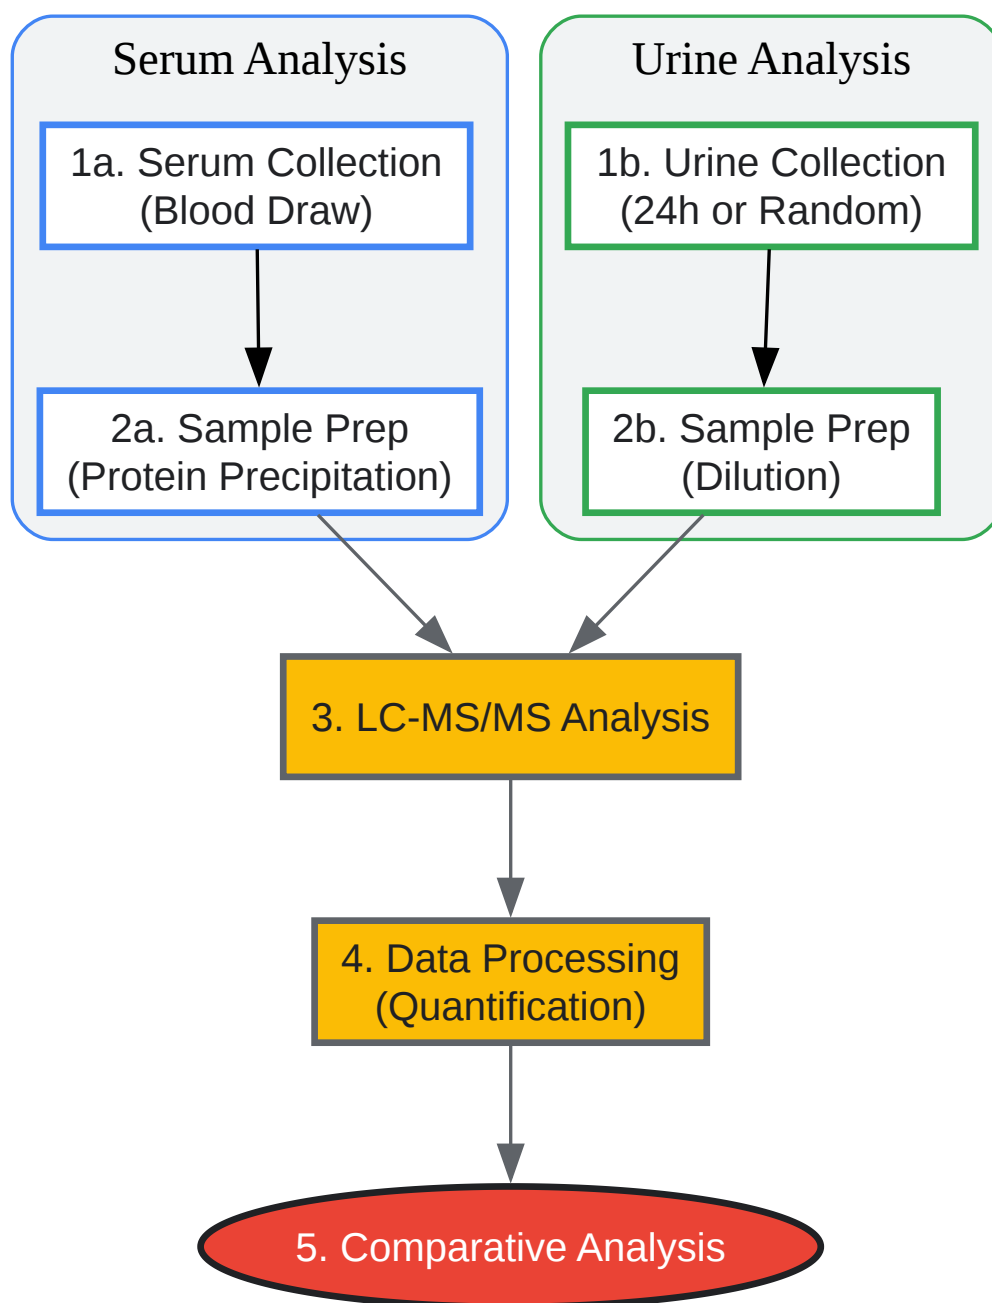 Serum Analysis
1a. Serum Collection
(Blood Draw)
2a. Sample Prep
(Protein Precipitation)
Urine Analysis
1b. Urine Collection
(24h or Random)
2b. Sample Prep
(Dilution)
3. LC-MS/MS Analysis
4. Data Processing
(Quantification)
5. Comparative Analysis